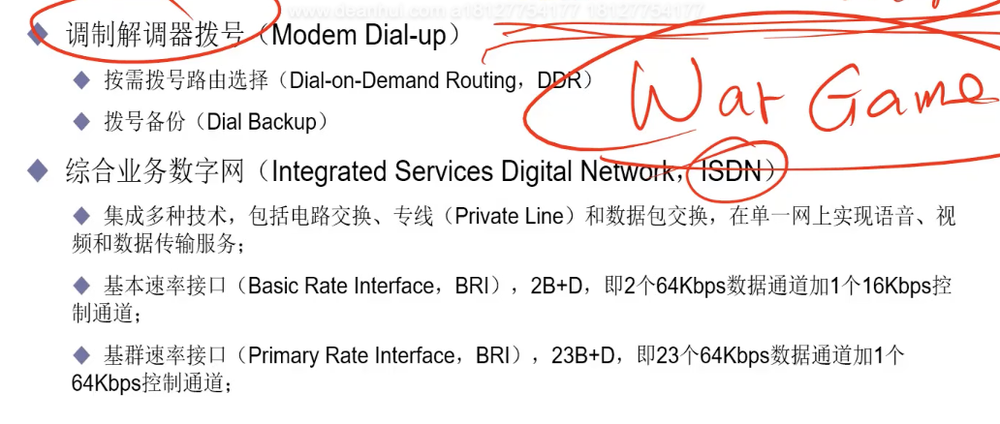 www.deanhui.com a18127754177 18127754177
调制解调器拨号（Modem Dial-up）
按需拨号路由选择（Dial-on-Demand Routing，DDR）
War Game
拨号备份（Dial Backup）
综合业务数字网（Integrated Services Digital Network，ISDN）
集成多种技术，包括电路交换、专线（Private Line）和数据包交换，在单一网上实现语音、视
频和数据传输服务；
基本速率接口（Basic Rate Interface，BRI），2B+D，即2个64Kbps数据通道加1个16Kbps控
制通道；
基群速率接口（Primary Rate Interface，BRI），23B+D，即23个64Kbps数据通道加1个
64Kbps控制通道；